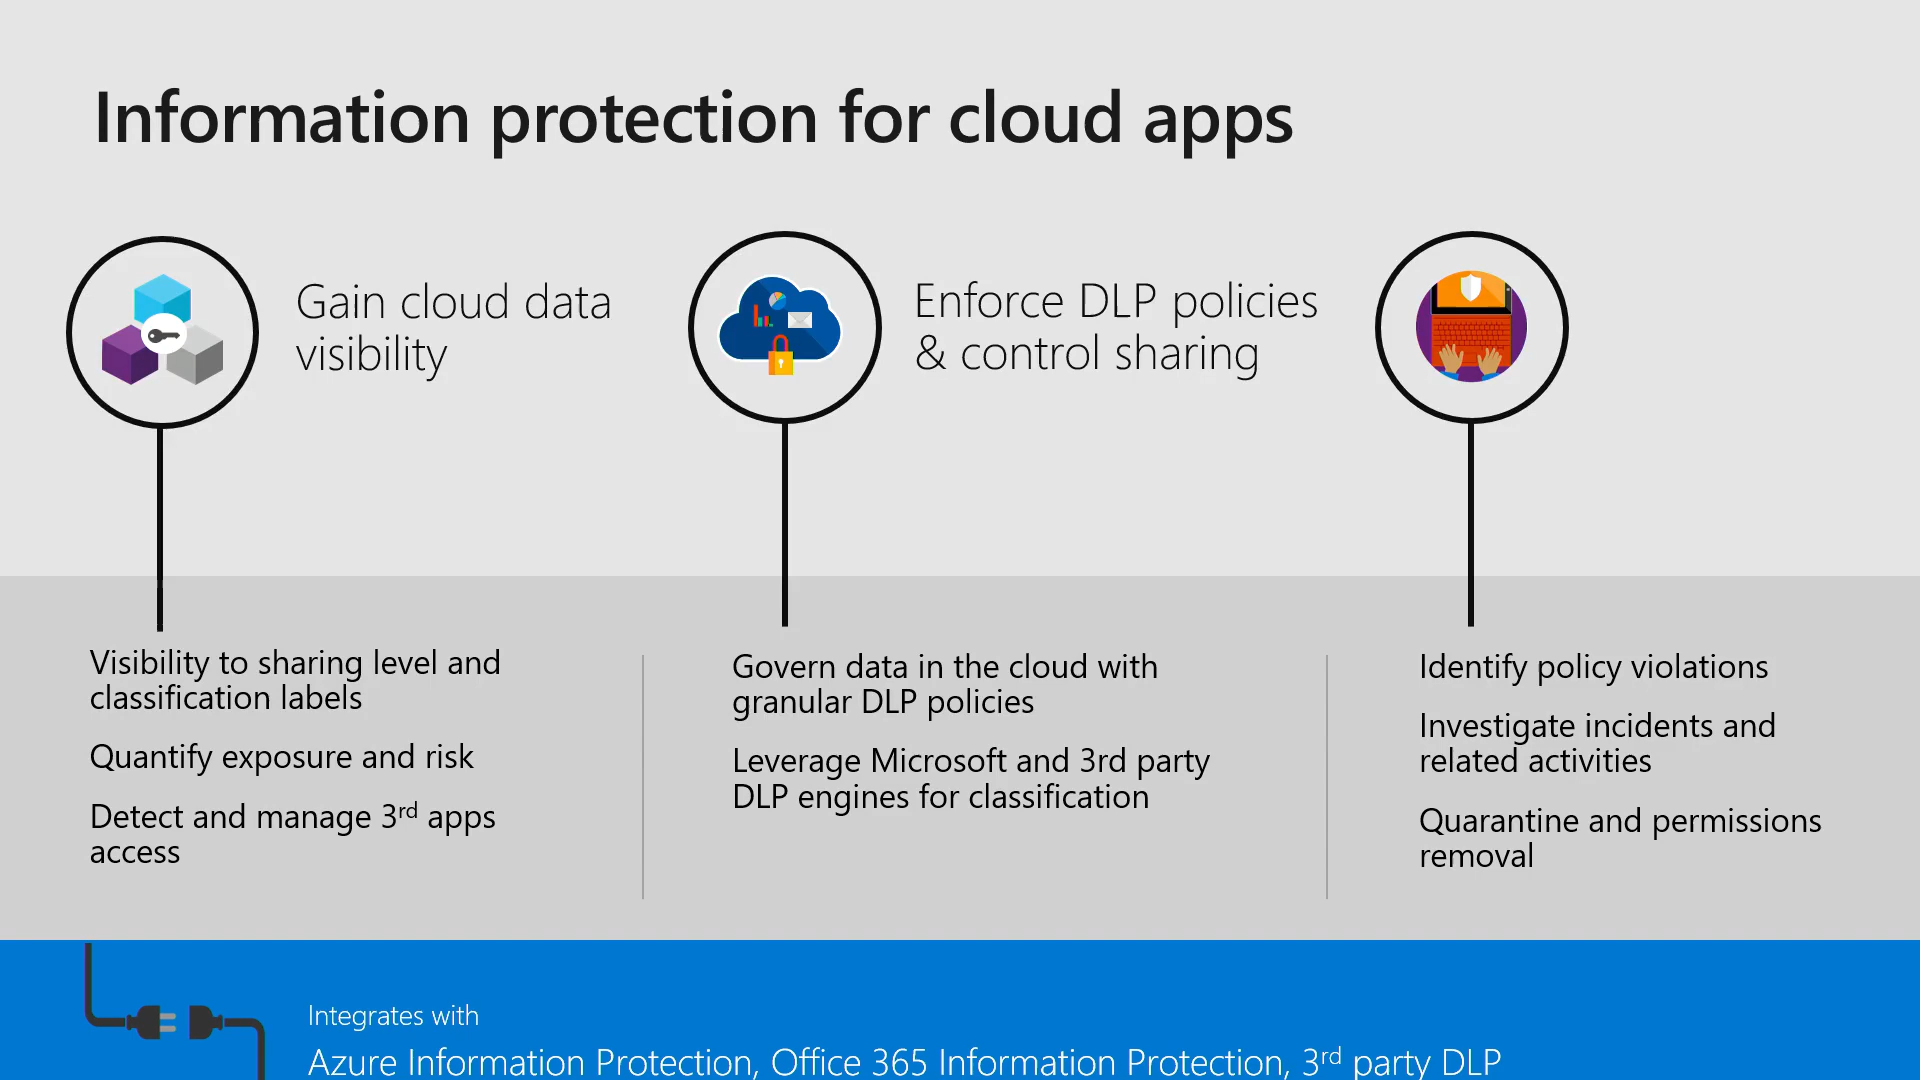 Information protection for cloud apps
Gain cloud data
visibility
Enforce DLP policies
& control sharing
Visibility to sharing level and
classification labels
Quantify exposure and risk
Detect and manage 3rd apps
access
Govern data in the cloud with
granular DLP policies
Leverage Microsoft and 3rd party
DLP engines for classification
Identify policy violations
Investigate incidents and
related activities
Quarantine and permissions
removal
Integrates with
Azure Information Protection, Office 365 Information Protection, 3rd party DLP